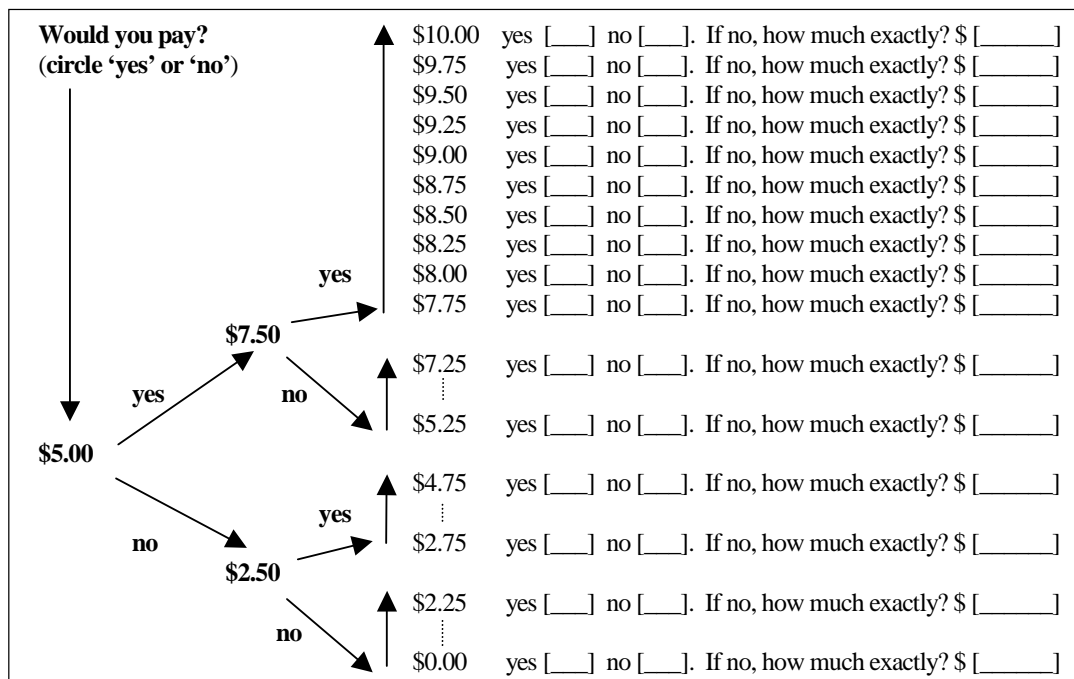 Would you pay?
(circle ‘yes’ or ‘no’)
$10.00 yes [___] no [___]. If no, how much exactly? $ [______]
$9.75 yes [___] no [___]. If no, how much exactly? $ [______]
$9.50 yes [___] no [___]. If no, how much exactly? $ [______]
$9.25 yes [___] no [___]. If no, how much exactly? $ [______]
$9.00 yes [___] no [___]. If no, how much exactly? $ [______]
$8.75 yes [___] no [___]. If no, how much exactly? $ [______]
$8.50 yes [___] no [___]. If no, how much exactly? $ [______]
$8.25 yes [___] no [___]. If no, how much exactly? $ [______]
$8.00 yes [___] no [___]. If no, how much exactly? $ [______]
$7.75 yes [___] no [___]. If no, how much exactly? $ [______]
yes
$7.50
$7.25 yes [___] no [___]. If no, how much exactly? $ [______]
yes
no
$5.25 yes [___] no [___]. If no, how much exactly? $ [______]
$5.00
$4.75 yes [___] no [___]. If no, how much exactly? $ [______]
yes
no
$2.75 yes [___] no [___]. If no, how much exactly? $ [______]
$2.50
$2.25 yes [___] no [___]. If no, how much exactly? $ [______]
no
$0.00 yes [___] no [___]. If no, how much exactly? $ [______]